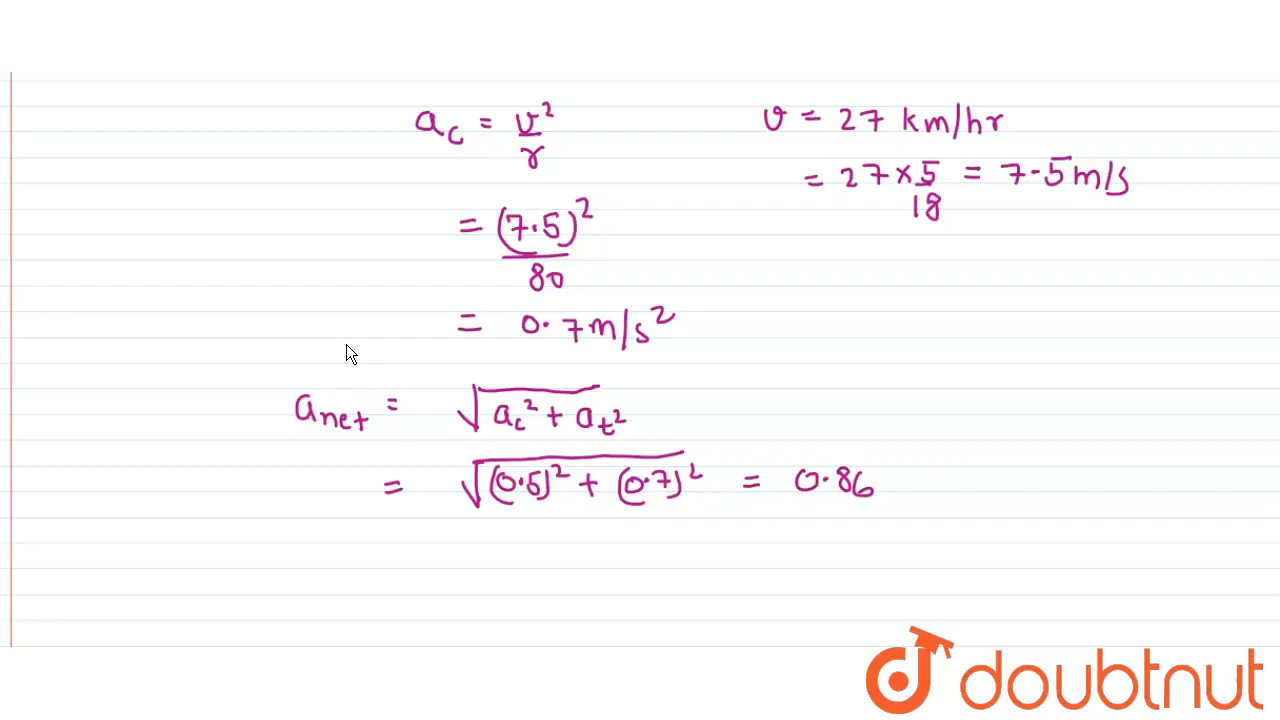 a_c = v²/r
v = 27 km/hr
= 27 × 5/18 = 7.5 m/s
= (7.5)²/80
= 0.7 m/s²
a_net = √(a_c² + a_t²)
= √((0.5)² + (0.7)²) = 0.86
doubtnut